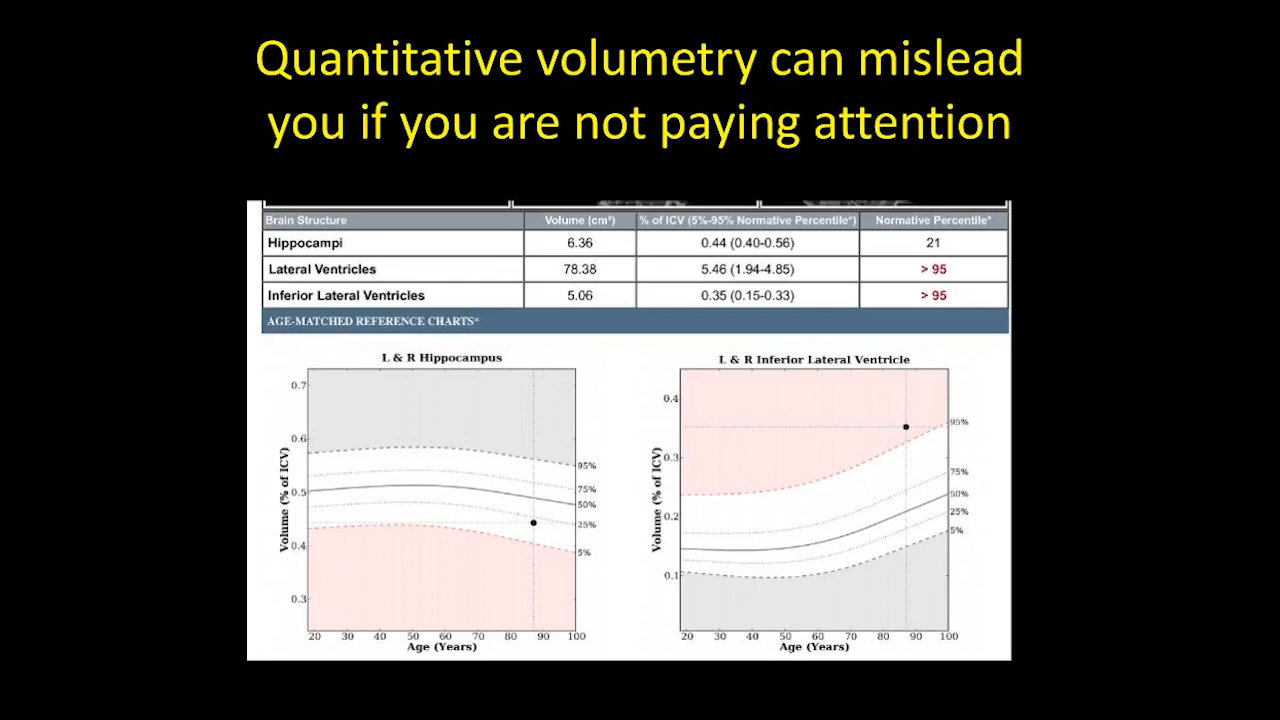 Quantitative volumetry can mislead
you if you are not paying attention
Brain Structure Volume (cm³) % of ICV (5%-95% Normative Percentile*) Normative Percentile*
Hippocampi 6.36 0.44 (0.40-0.56) 21
Lateral Ventricles 78.38 5.46 (1.94-4.85) > 95
Inferior Lateral Ventricles 5.06 0.35 (0.15-0.33) > 95
AGE-MATCHED REFERENCE CHARTS*
L & R Hippocampus
Volume (% of ICV)
0.7
0.6
0.5
0.4
0.3
95%
75%
50%
25%
5%
20 30 40 50 60 70 80 90 100
Age (Years)
L & R Inferior Lateral Ventricle
Volume (% of ICV)
0.4
0.3
0.2
0.1
95%
75%
50%
25%
5%
20 30 40 50 60 70 80 90 100
Age (Years)